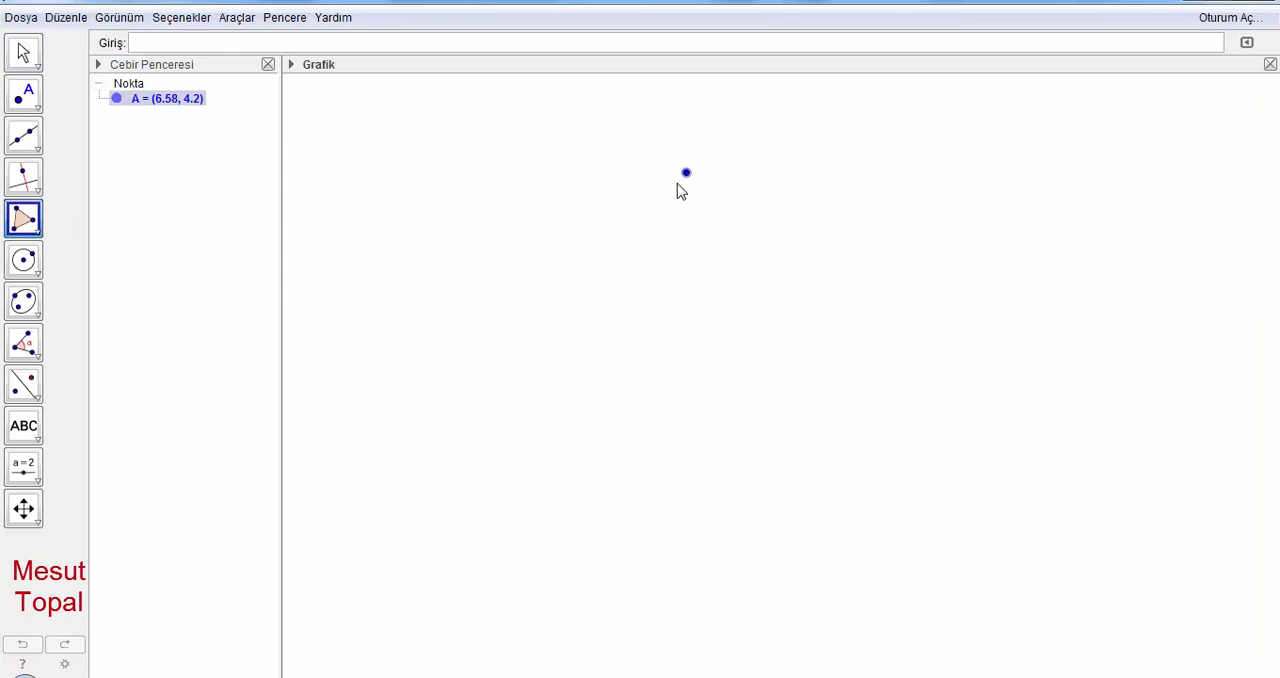 Dosya Düzenle Görünüm Seçenekler Araçlar Pencere Yardım Oturum Aç...
Giriş:
Cebir Penceresi
Grafik
Nokta
A = (6.58, 4.2)
A
α
ABC
a=2
Mesut
Topal
?